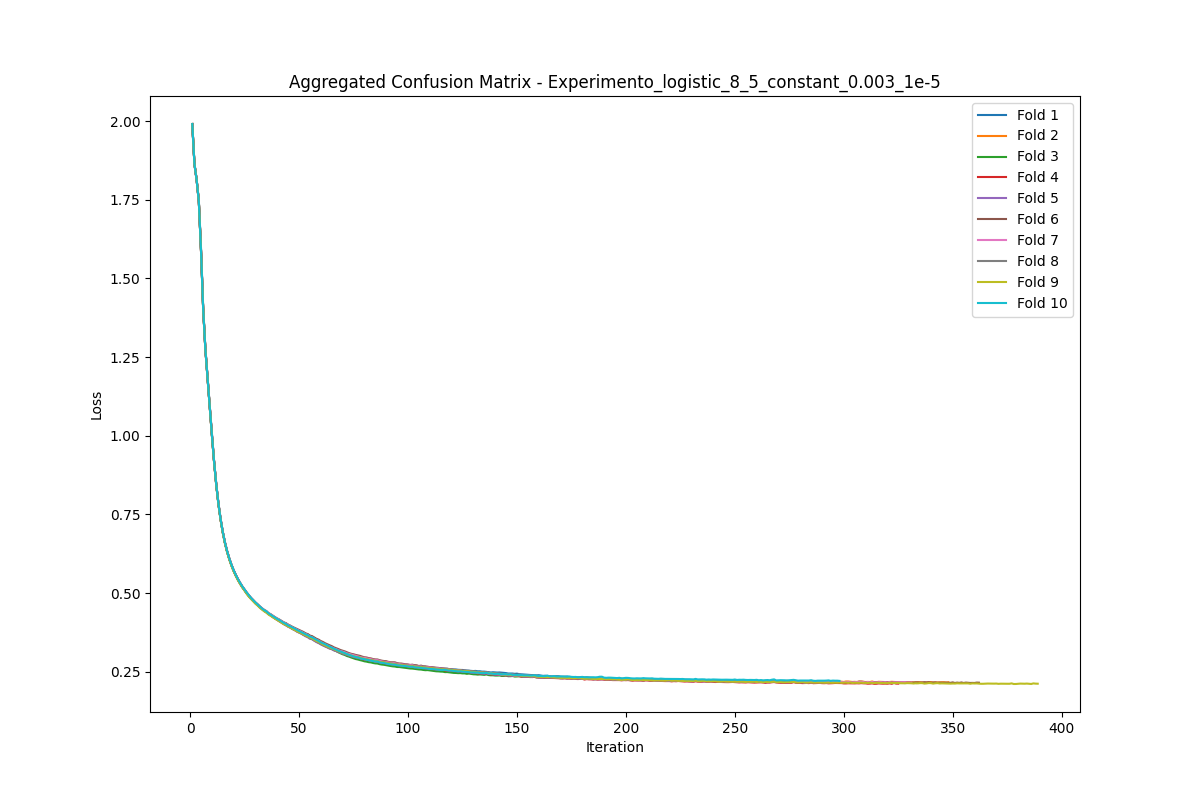 Aggregated Confusion Matrix - Experimento_logistic_8_5_constant_0.003_1e-5
Fold 1
Fold 2
Fold 3
Fold 4
Fold 5
Fold 6
Fold 7
Fold 8
Fold 9
Fold 10
2.00
1.75
1.50
1.25
1.00
0.75
0.50
0.25
Loss
0 50 100 150 200 250 300 350 400
Iteration